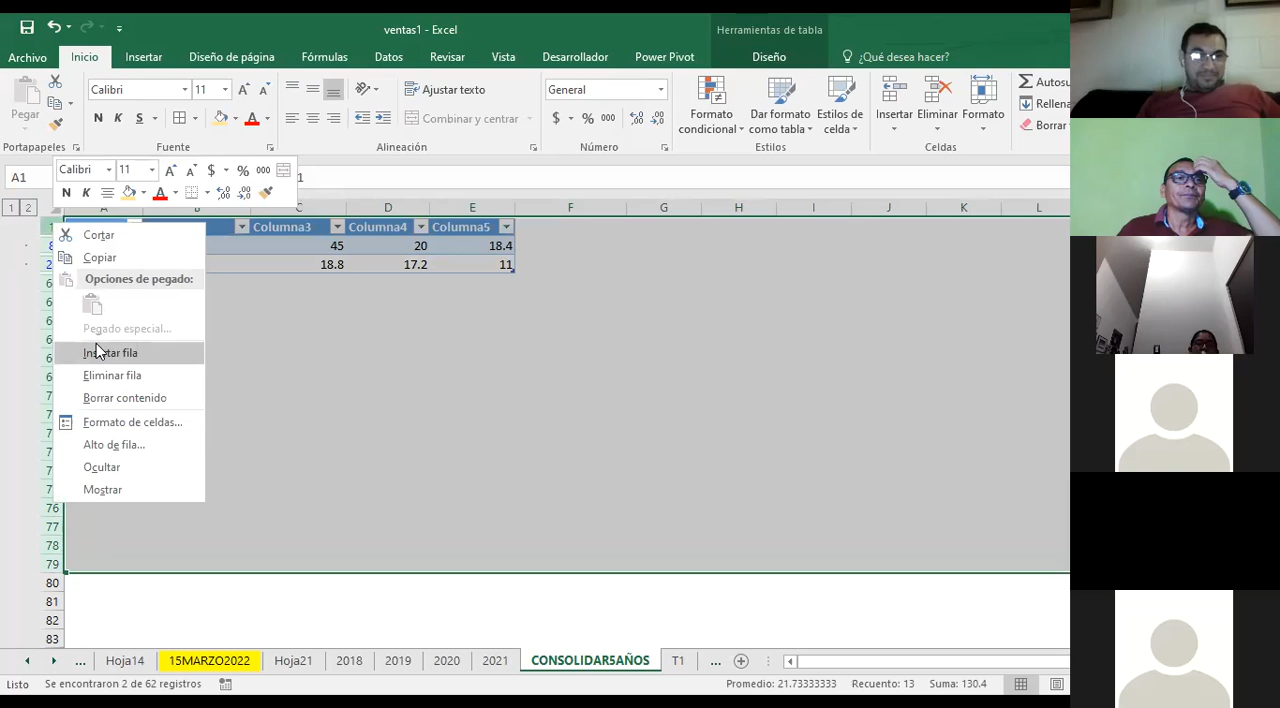 ventas1 - Excel
Herramientas de tabla
Archivo Inicio Insertar Diseño de página Fórmulas Datos Vista Revisar Desarrollador Power Pivot Diseño ¿Qué desea hacer?
Pegar
Calibri 11
N K S A
Ajustar texto
Combinar y centrar
General
$ % 000
Formato condicional
Dar formato como tabla
Estilos de celda
Insertar Eliminar Formato
Autosu
Rellena
Borrar
Portapapeles Fuente Alineación Número Estilos Celdas
Calibri 11 A A $ % 000
N K A
A1
1
1 2
A B C D E F G H I J K L
1 Columna3 Columna4 Columna5
45 20 18.4
18.8 17.2 11
Cortar
Copiar
Opciones de pegado:
Pegado especial...
Insertar fila
Eliminar fila
Borrar contenido
Formato de celdas...
Alto de fila...
Ocultar
Mostrar
76
77
78
79
80
81
82
83
... Hoja14 15MARZO2022 Hoja21 2018 2019 2020 2021 CONSOLIDAR5AÑOS T1 ...
Listo Se encontraron 2 de 62 registros Promedio: 21.73333333 Recuento: 13 Suma: 130.4